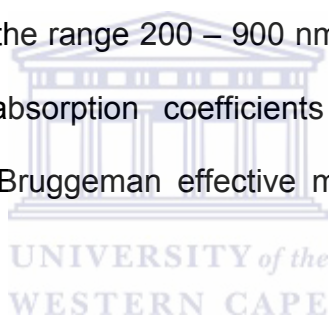 the range 200 – 900 nm
absorption coefficients
Bruggeman effective m
UNIVERSITY of the
WESTERN CAPE